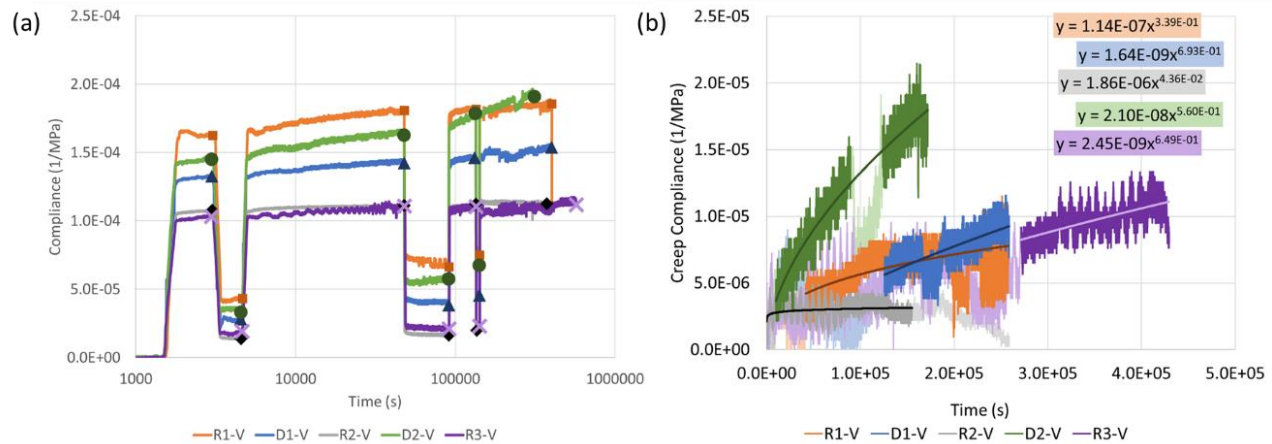 (a)
Compliance (1/MPa)
2.5E-04
2.0E-04
1.5E-04
1.0E-04
5.0E-05
0.0E+00
1000
10000
100000
1000000
Time (s)
R1-V D1-V R2-V D2-V R3-V
(b)
Creep Compliance (1/MPa)
2.5E-05
2.0E-05
1.5E-05
1.0E-05
5.0E-06
0.0E+00
y = 1.14E-07x^3.39E-01
y = 1.64E-09x^6.93E-01
y = 1.86E-06x^4.36E-02
y = 2.10E-08x^5.60E-01
y = 2.45E-09x^6.49E-01
0.0E+00 1.0E+05 2.0E+05 3.0E+05 4.0E+05 5.0E+05
Time (s)
R1-V D1-V R2-V D2-V R3-V